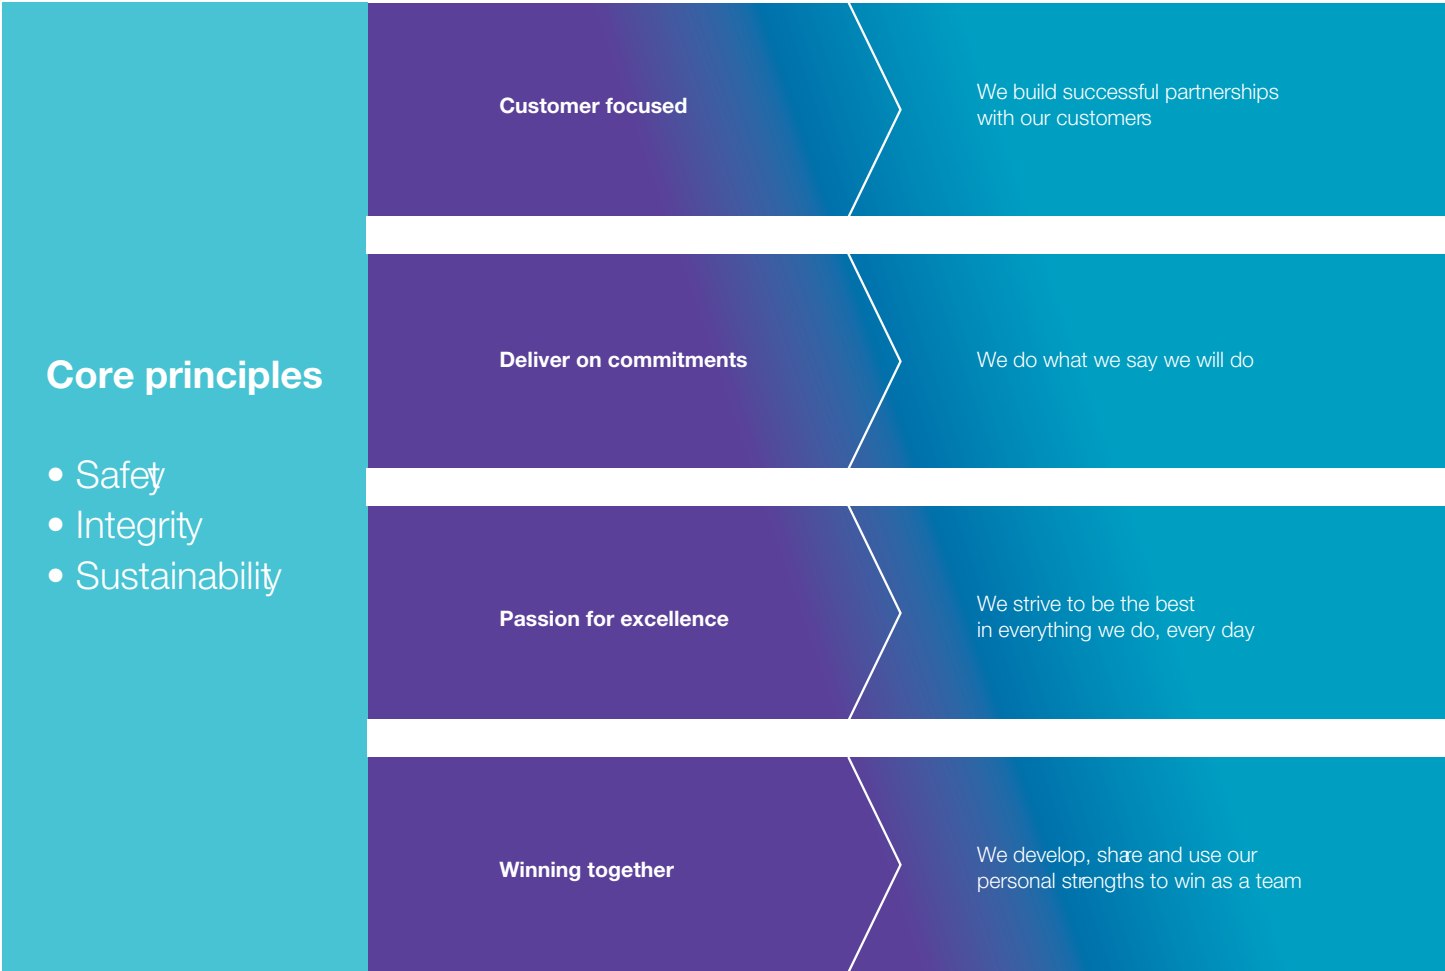 Core principles
• Safety
• Integrity
• Sustainability
Customer focused
We build successful partnerships
with our customers
Deliver on commitments
We do what we say we will do
Passion for excellence
We strive to be the best
in everything we do, every day
Winning together
We develop, share and use our
personal strengths to win as a team